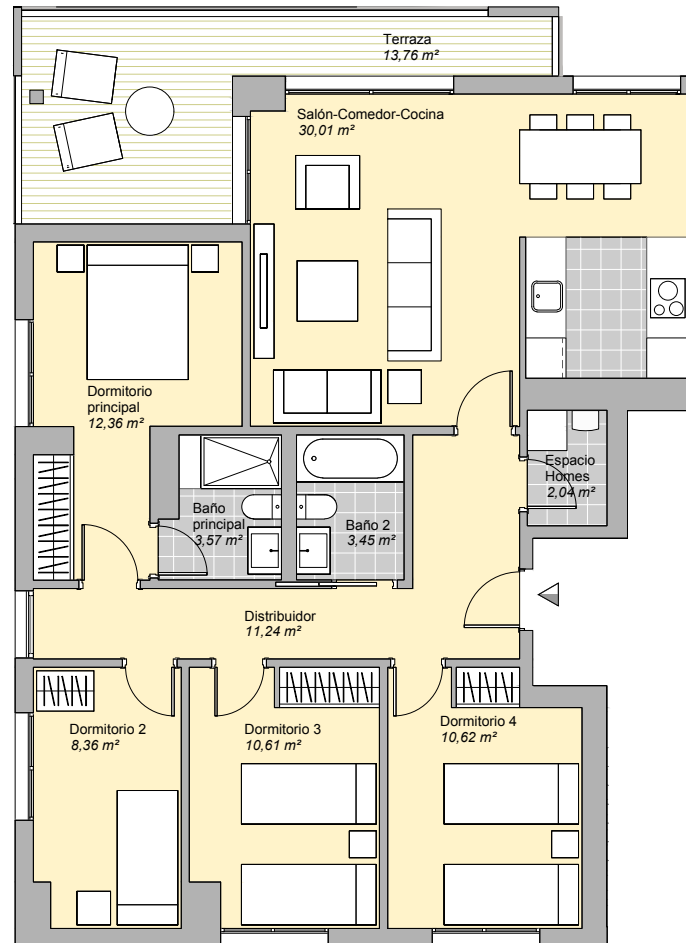 Terraza
13,76 m²
Salón-Comedor-Cocina
30,01 m²
Dormitorio
principal
12,36 m²
Espacio
Homes
2,04 m²
Baño
principal
3,57 m²
Baño 2
3,45 m²
Distribuidor
11,24 m²
Dormitorio 2
8,36 m²
Dormitorio 3
10,61 m²
Dormitorio 4
10,62 m²